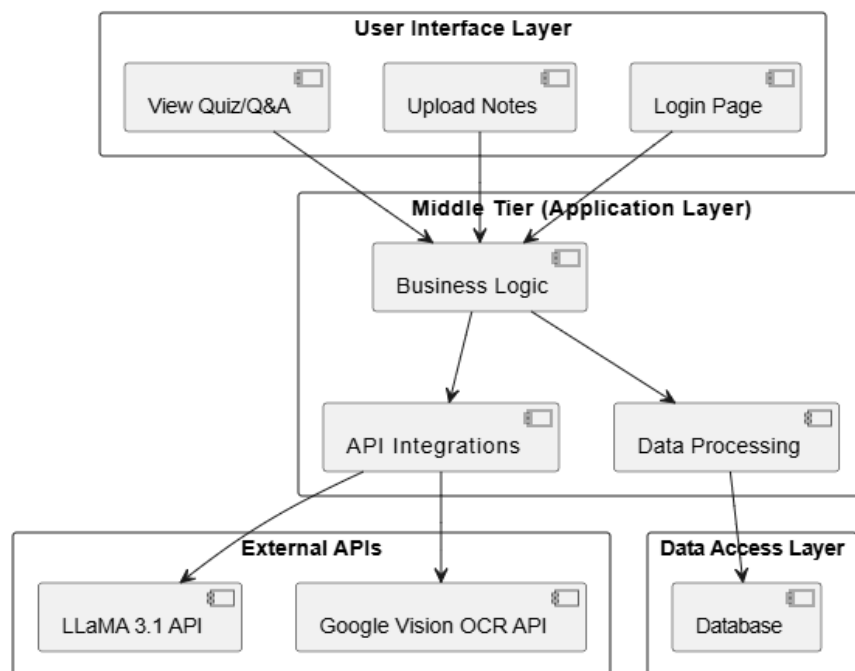 User Interface Layer
View Quiz/Q&A
Upload Notes
Login Page
Middle Tier (Application Layer)
Business Logic
API Integrations
Data Processing
External APIs
Data Access Layer
LLaMA 3.1 API
Google Vision OCR API
Database